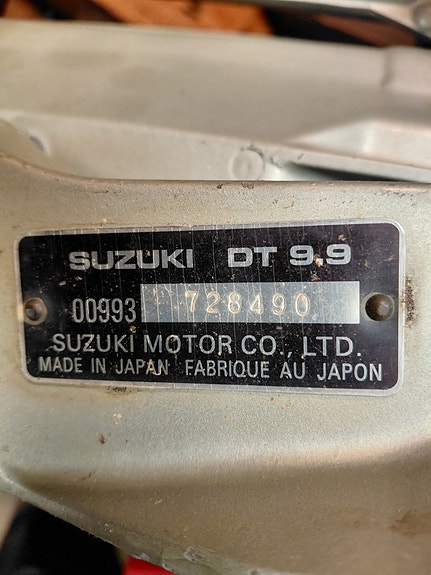 SUZUKI DT 9.9
00993 728490
SUZUKI MOTOR CO., LTD.
MADE IN JAPAN FABRIQUE AU JAPON